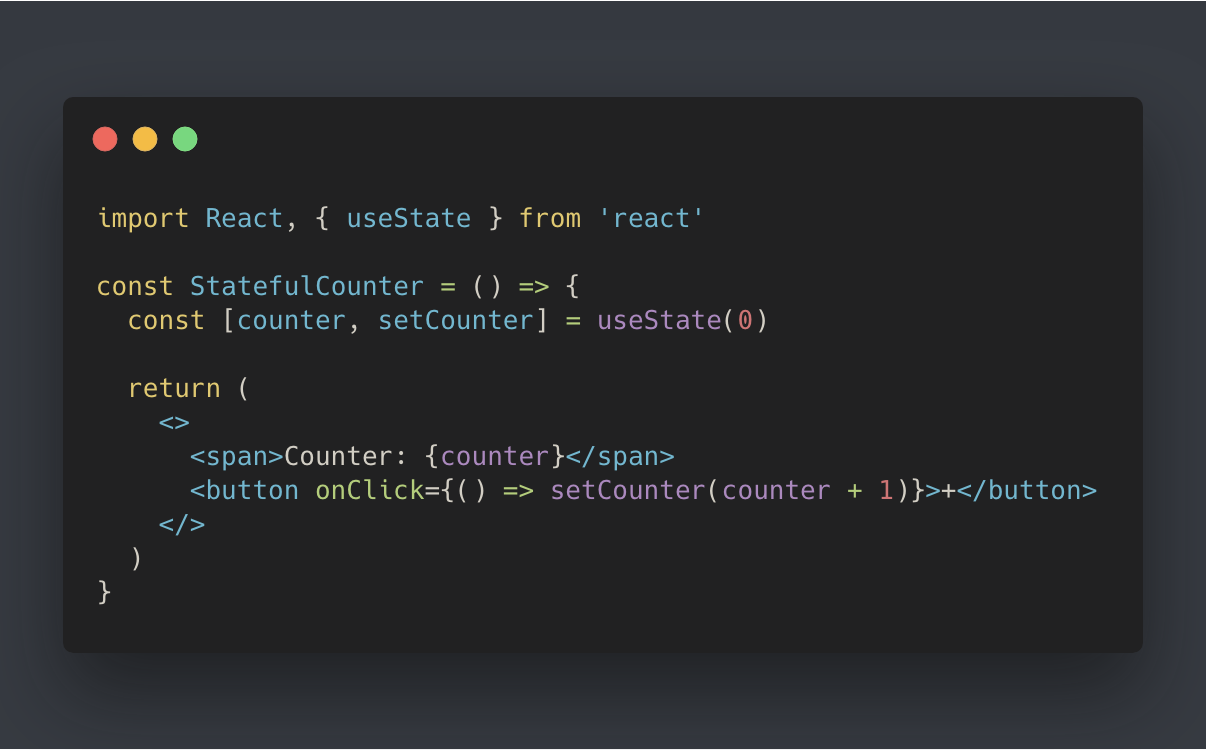 import React, { useState } from 'react'

const StatefulCounter = () => {
  const [counter, setCounter] = useState(0)

  return (
    <>
      <span>Counter: {counter}</span>
      <button onClick={() => setCounter(counter + 1)}>+</button>
    </>
  )
}